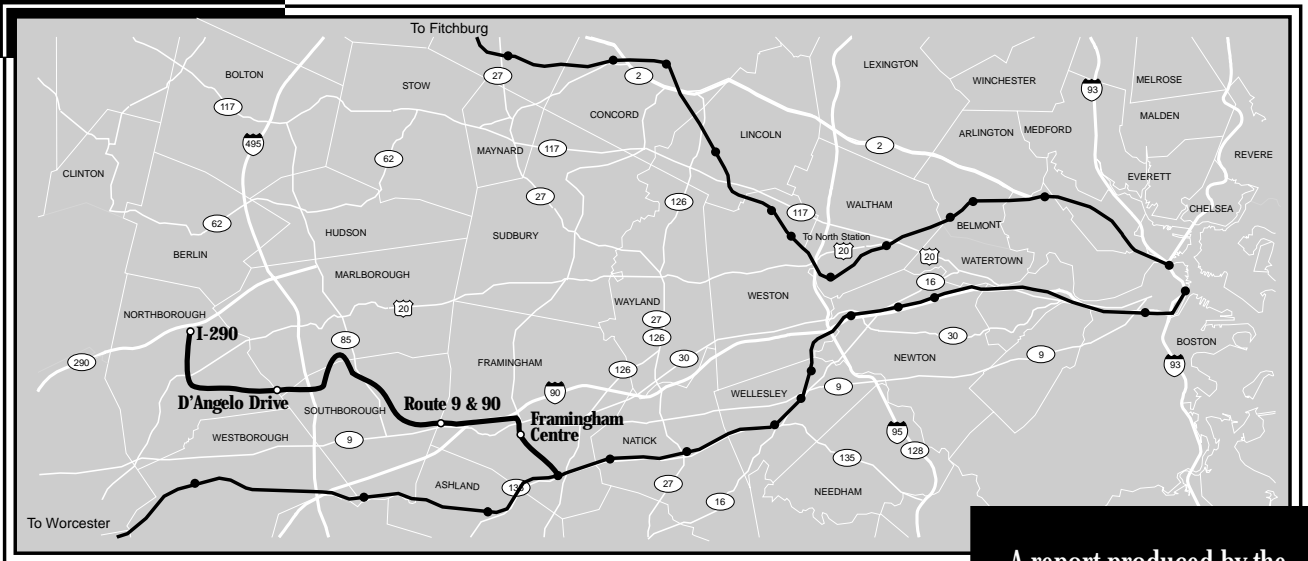 To Fitchburg
BOLTON
STOW
27
2
LEXINGTON
WINCHESTER
93
MELROSE
117
CONCORD
MALDEN
495
LINCOLN
ARLINGTON
MEDFORD
MAYNARD
117
2
REVERE
62
CLINTON
EVERETT
27
126
117
WALTHAM
CHELSEA
62
HUDSON
SUDBURY
To North Station
BELMONT
BERLIN
20
20
WATERTOWN
MARLBOROUGH
16
WESTON
WAYLAND
20
NORTHBOROUGH
27
I-290
126
30
BOSTON
85
290
FRAMINGHAM
126
30
NEWTON
9
93
90
WELLESLEY
9
D'Angelo Drive
SOUTHBOROUGH
Route 9 & 90
Framingham
Centre
WESTBOROUGH
9
NATICK
95
128
135
ASHLAND
27
NEEDHAM
16
To Worcester
A report produced by the